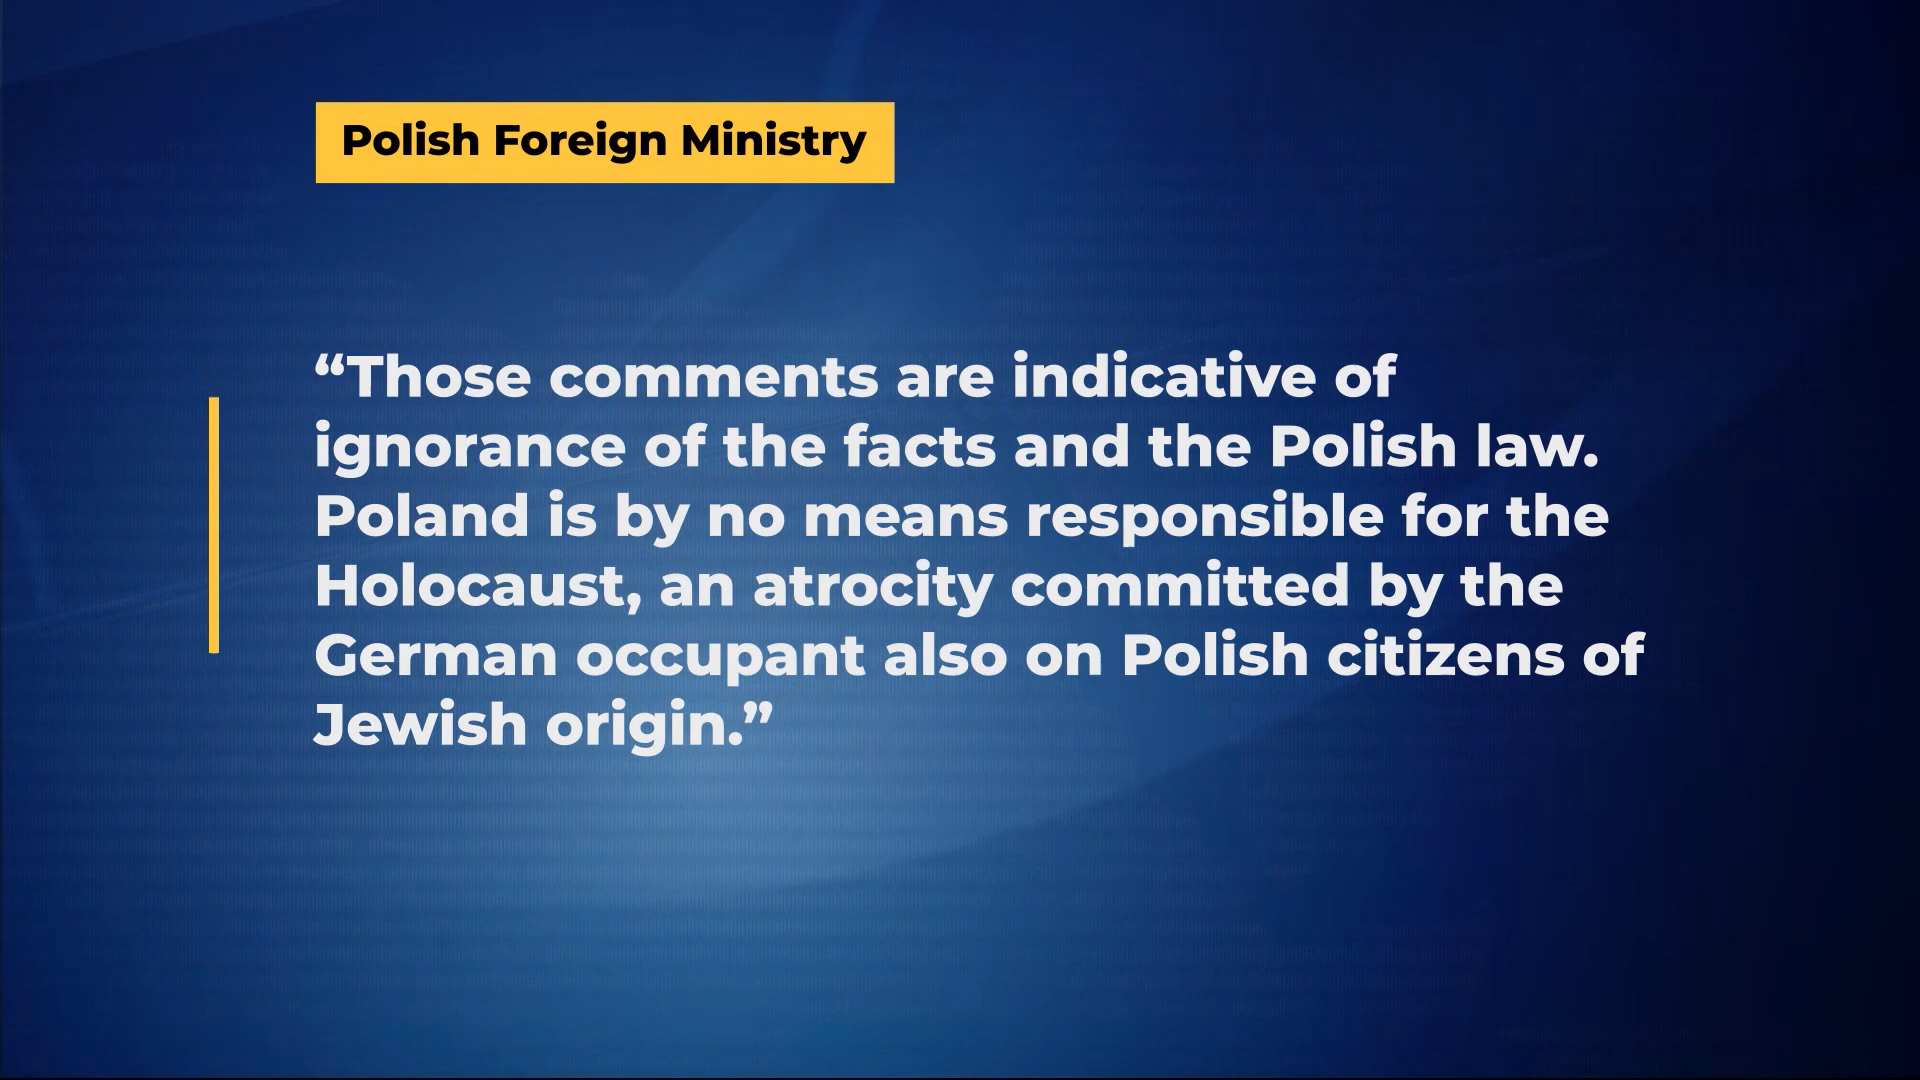 Polish Foreign Ministry
“Those comments are indicative of
ignorance of the facts and the Polish law.
Poland is by no means responsible for the
Holocaust, an atrocity committed by the
German occupant also on Polish citizens of
Jewish origin.”